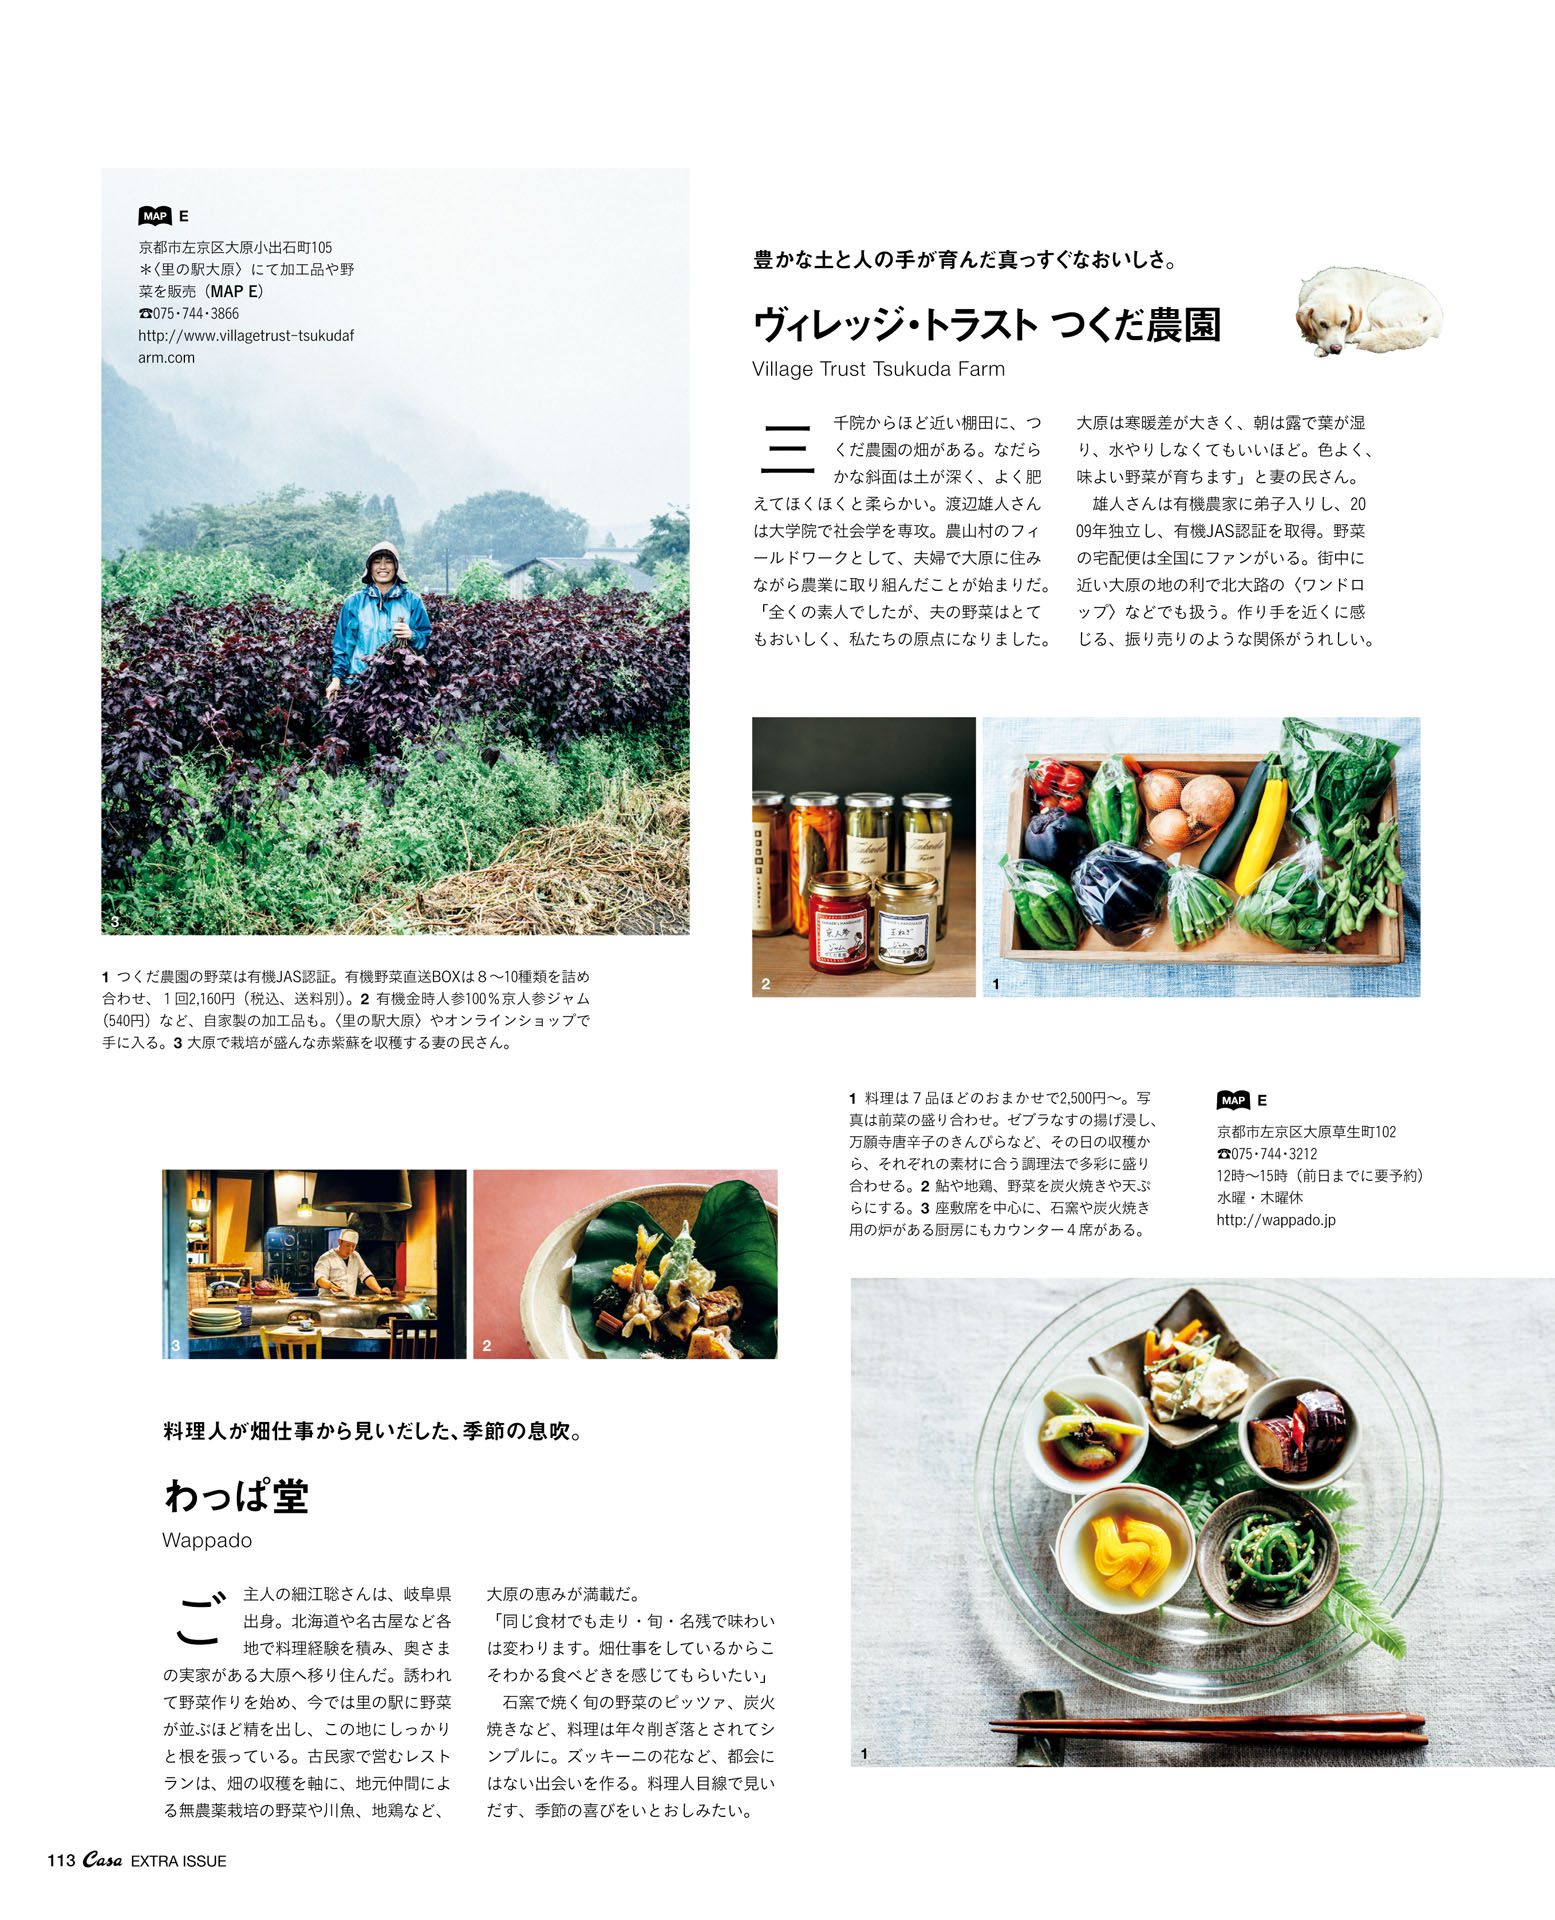 MAP E
京都市左京区大原小出石町105
＊〈里の駅大原〉にて加工品や野
菜を販売（MAP E）
☎075・744・3866
http://www.villagetrust-tsukudaf
arm.com
3
豊かな土と人の手が育んだ真っすぐなおいしさ。
ヴィレッジ・トラスト つくだ農園
Village Trust Tsukuda Farm
三千院からほど近い棚田に、つ
くだ農園の畑がある。なだら
かな斜面は土が深く、よく肥
えてほくほくと柔らかい。渡辺雄人さん
は大学院で社会学を専攻。農山村のフィ
ールドワークとして、夫婦で大原に住み
ながら農業に取り組んだことが始まりだ。
「全くの素人でしたが、夫の野菜はとて
もおいしく、私たちの原点になりました。
大原は寒暖差が大きく、朝は露で葉が湿
り、水やりしなくてもいいほど。色よく、
味よい野菜が育ちます」と妻の民さん。
雄人さんは有機農家に弟子入りし、20
09年独立し、有機JAS認証を取得。野菜
の宅配便は全国にファンがいる。街中に
近い大原の地の利で北大路の〈ワンドロ
ップ〉などでも扱う。作り手を近くに感
じる、振り売りのような関係がうれしい。
Tsukuda
Farm
京人参
ジャム
玉ねぎ
ジャム
2
1
1 つくだ農園の野菜は有機JAS認証。有機野菜直送BOXは８〜10種類を詰め
合わせ、１回2,160円（税込、送料別）。2 有機金時人参100％京人参ジャム
（540円）など、自家製の加工品も。〈里の駅大原〉やオンラインショップで
手に入る。3 大原で栽培が盛んな赤紫蘇を収穫する妻の民さん。
1 料理は７品ほどのおまかせで2,500円〜。写
真は前菜の盛り合わせ。ゼブラなすの揚げ浸し、
万願寺唐辛子のきんぴらなど、その日の収穫か
ら、それぞれの素材に合う調理法で多彩に盛り
合わせる。2 鮎や地鶏、野菜を炭火焼きや天ぷ
らにする。3 座敷席を中心に、石窯や炭火焼き
用の炉がある厨房にもカウンター４席がある。
MAP E
京都市左京区大原草生町102
☎075・744・3212
12時〜15時（前日までに要予約）
水曜・木曜休
http://wappado.jp
3
2
料理人が畑仕事から見いだした、季節の息吹。
わっぱ堂
Wappado
ご主人の細江聡さんは、岐阜県
出身。北海道や名古屋など各
地で料理経験を積み、奥さま
の実家がある大原へ移り住んだ。誘われ
て野菜作りを始め、今では里の駅に野菜
が並ぶほど精を出し、この地にしっかり
と根を張っている。古民家で営むレスト
ランは、畑の収穫を軸に、地元仲間によ
る無農薬栽培の野菜や川魚、地鶏など、
大原の恵みが満載だ。
「同じ食材でも走り・旬・名残で味わい
は変わります。畑仕事をしているからこ
そわかる食べどきを感じてもらいたい」
石窯で焼く旬の野菜のピッツァ、炭火
焼きなど、料理は年々削ぎ落とされてシ
ンプルに。ズッキーニの花など、都会に
はない出会いを作る。料理人目線で見い
だす、季節の喜びをいとおしみたい。
1
113 Casa EXTRA ISSUE